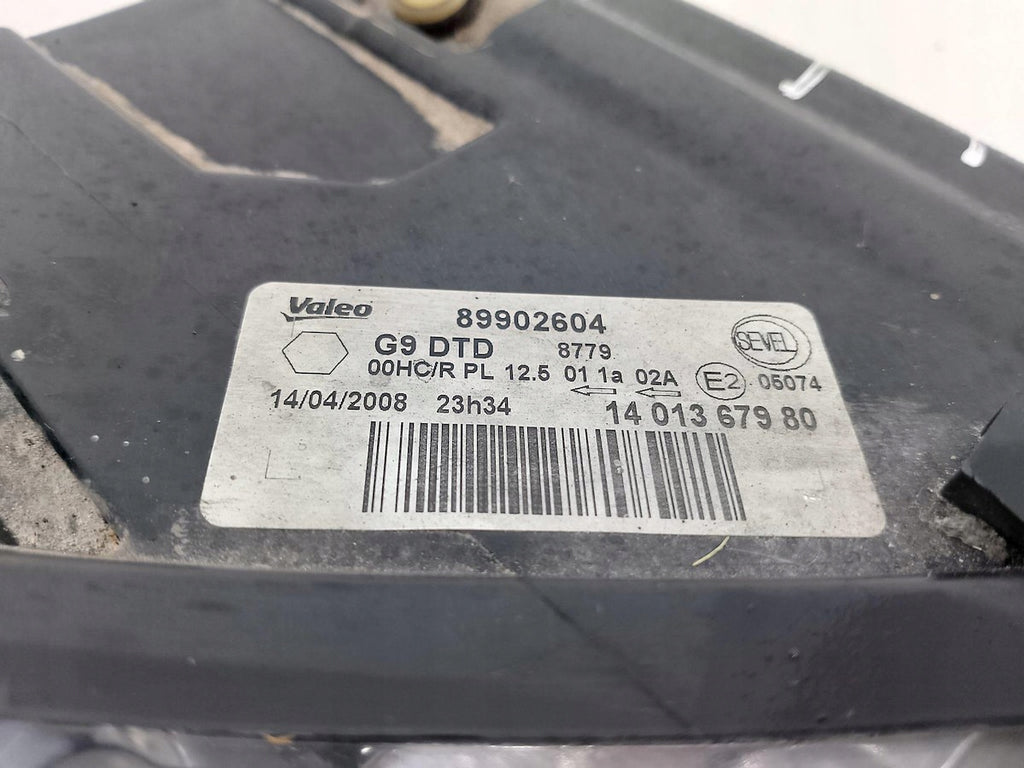 Valeo 89902604
G9 DTD 8779 SEVEL
00HC/R PL 12.5 01 1a 02A E2 05074
14/04/2008 23h34 14 013 679 80